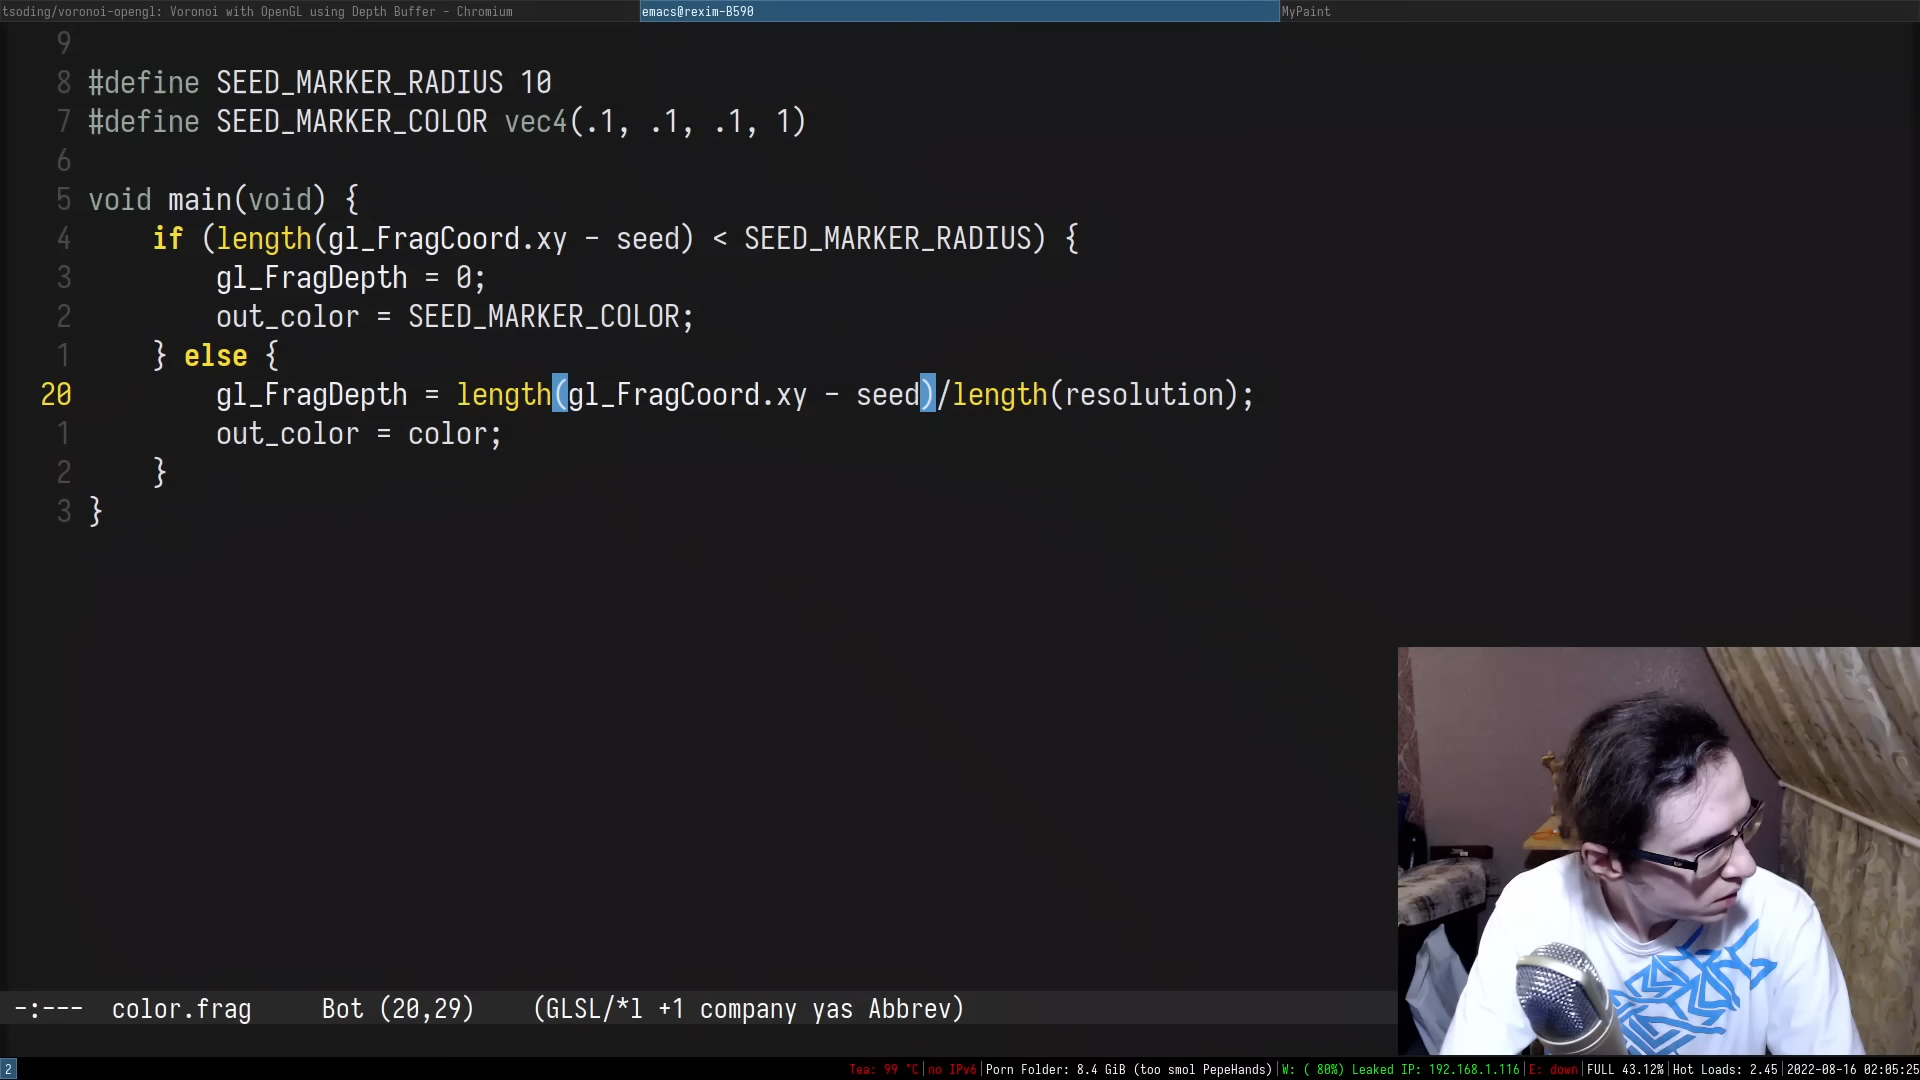 tsoding/voronoi-opengl: Voronoi with OpenGL using Depth Buffer - Chromium emacs@rexim-B590 MyPaint
9
8 #define SEED_MARKER_RADIUS 10
7 #define SEED_MARKER_COLOR vec4(.1, .1, .1, 1)
6
5 void main(void) {
4 if (length(gl_FragCoord.xy - seed) < SEED_MARKER_RADIUS) {
3 gl_FragDepth = 0;
2 out_color = SEED_MARKER_COLOR;
1 } else {
20 gl_FragDepth = length(gl_FragCoord.xy - seed)/length(resolution);
1 out_color = color;
2 }
3 }
-:--- color.frag Bot (20,29) (GLSL/*l +1 company yas Abbrev)
2 Tea: 99 °C|no IPv6|Porn Folder: 8.4 GiB (too smol PepeHands)|W: ( 80%) Leaked IP: 192.168.1.116|E: down|FULL 43.12%|Hot Loads: 2.45|2022-08-16 02:05:25